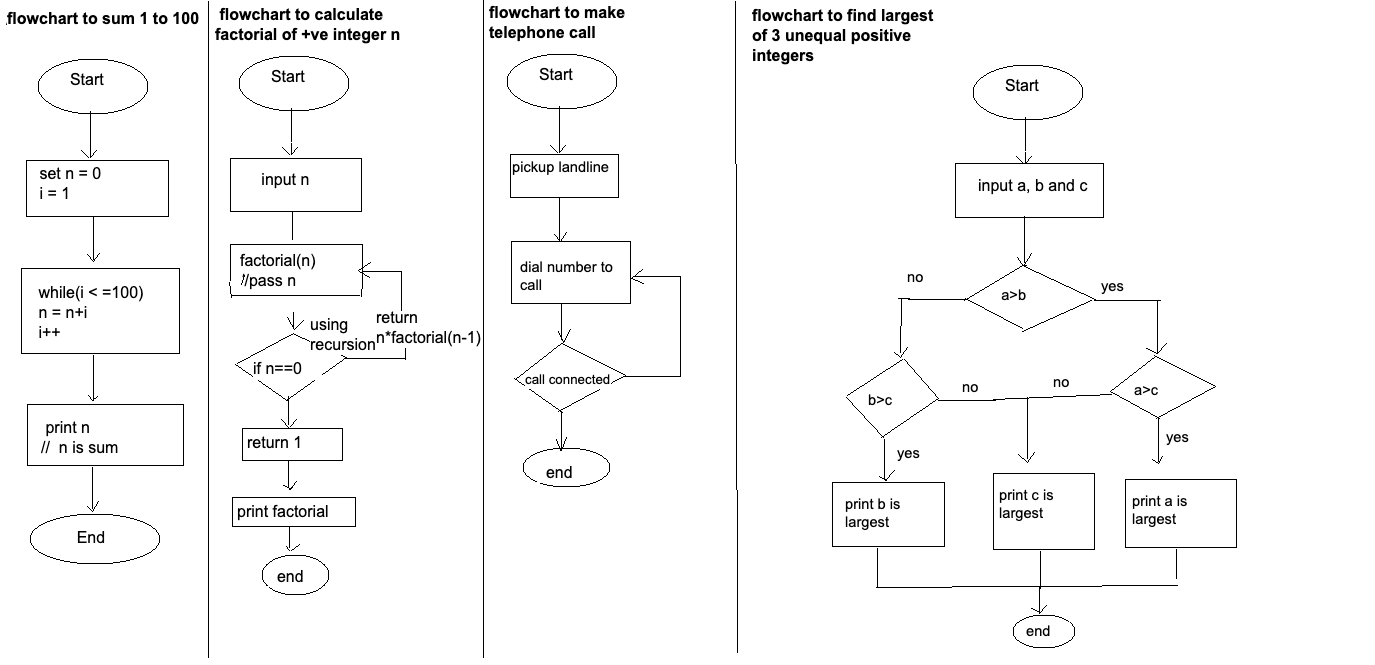 flowchart to sum 1 to 100
Start
set n = 0
i = 1
while(i < =100)
n = n+i
i++
print n
// n is sum
End
flowchart to calculate
factorial of +ve integer n
Start
input n
factorial(n)
//pass n
using
recursion
return
n*factorial(n-1)
if n==0
return 1
print factorial
end
flowchart to make
telephone call
Start
pickup landline
dial number to
call
call connected
end
flowchart to find largest
of 3 unequal positive
integers
Start
input a, b and c
no
a>b
yes
b>c
no
no
a>c
yes
yes
print b is
largest
print c is
largest
print a is
largest
end